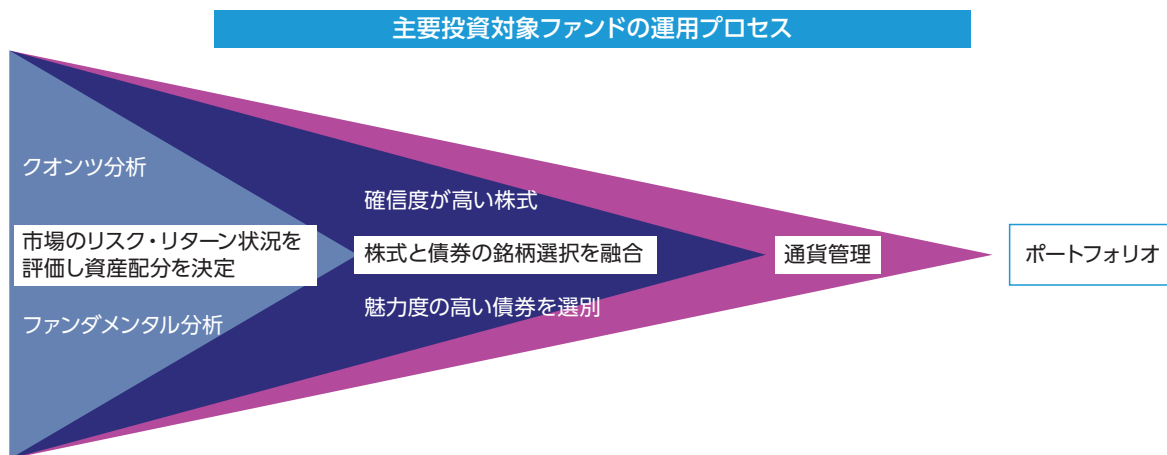 主要投資対象ファンドの運用プロセス
クオンツ分析
市場のリスク・リターン状況を
評価し資産配分を決定
ファンダメンタル分析
確信度が高い株式
株式と債券の銘柄選択を融合
魅力度の高い債券を選別
通貨管理
ポートフォリオ